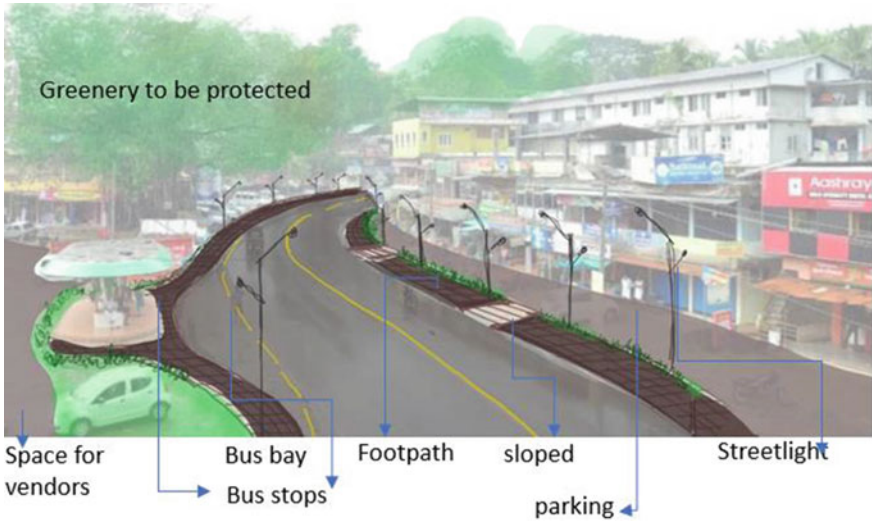 Greenery to be protected
Aashray
Space for
vendors
Bus bay
Bus stops
Footpath
sloped
parking
Streetlight